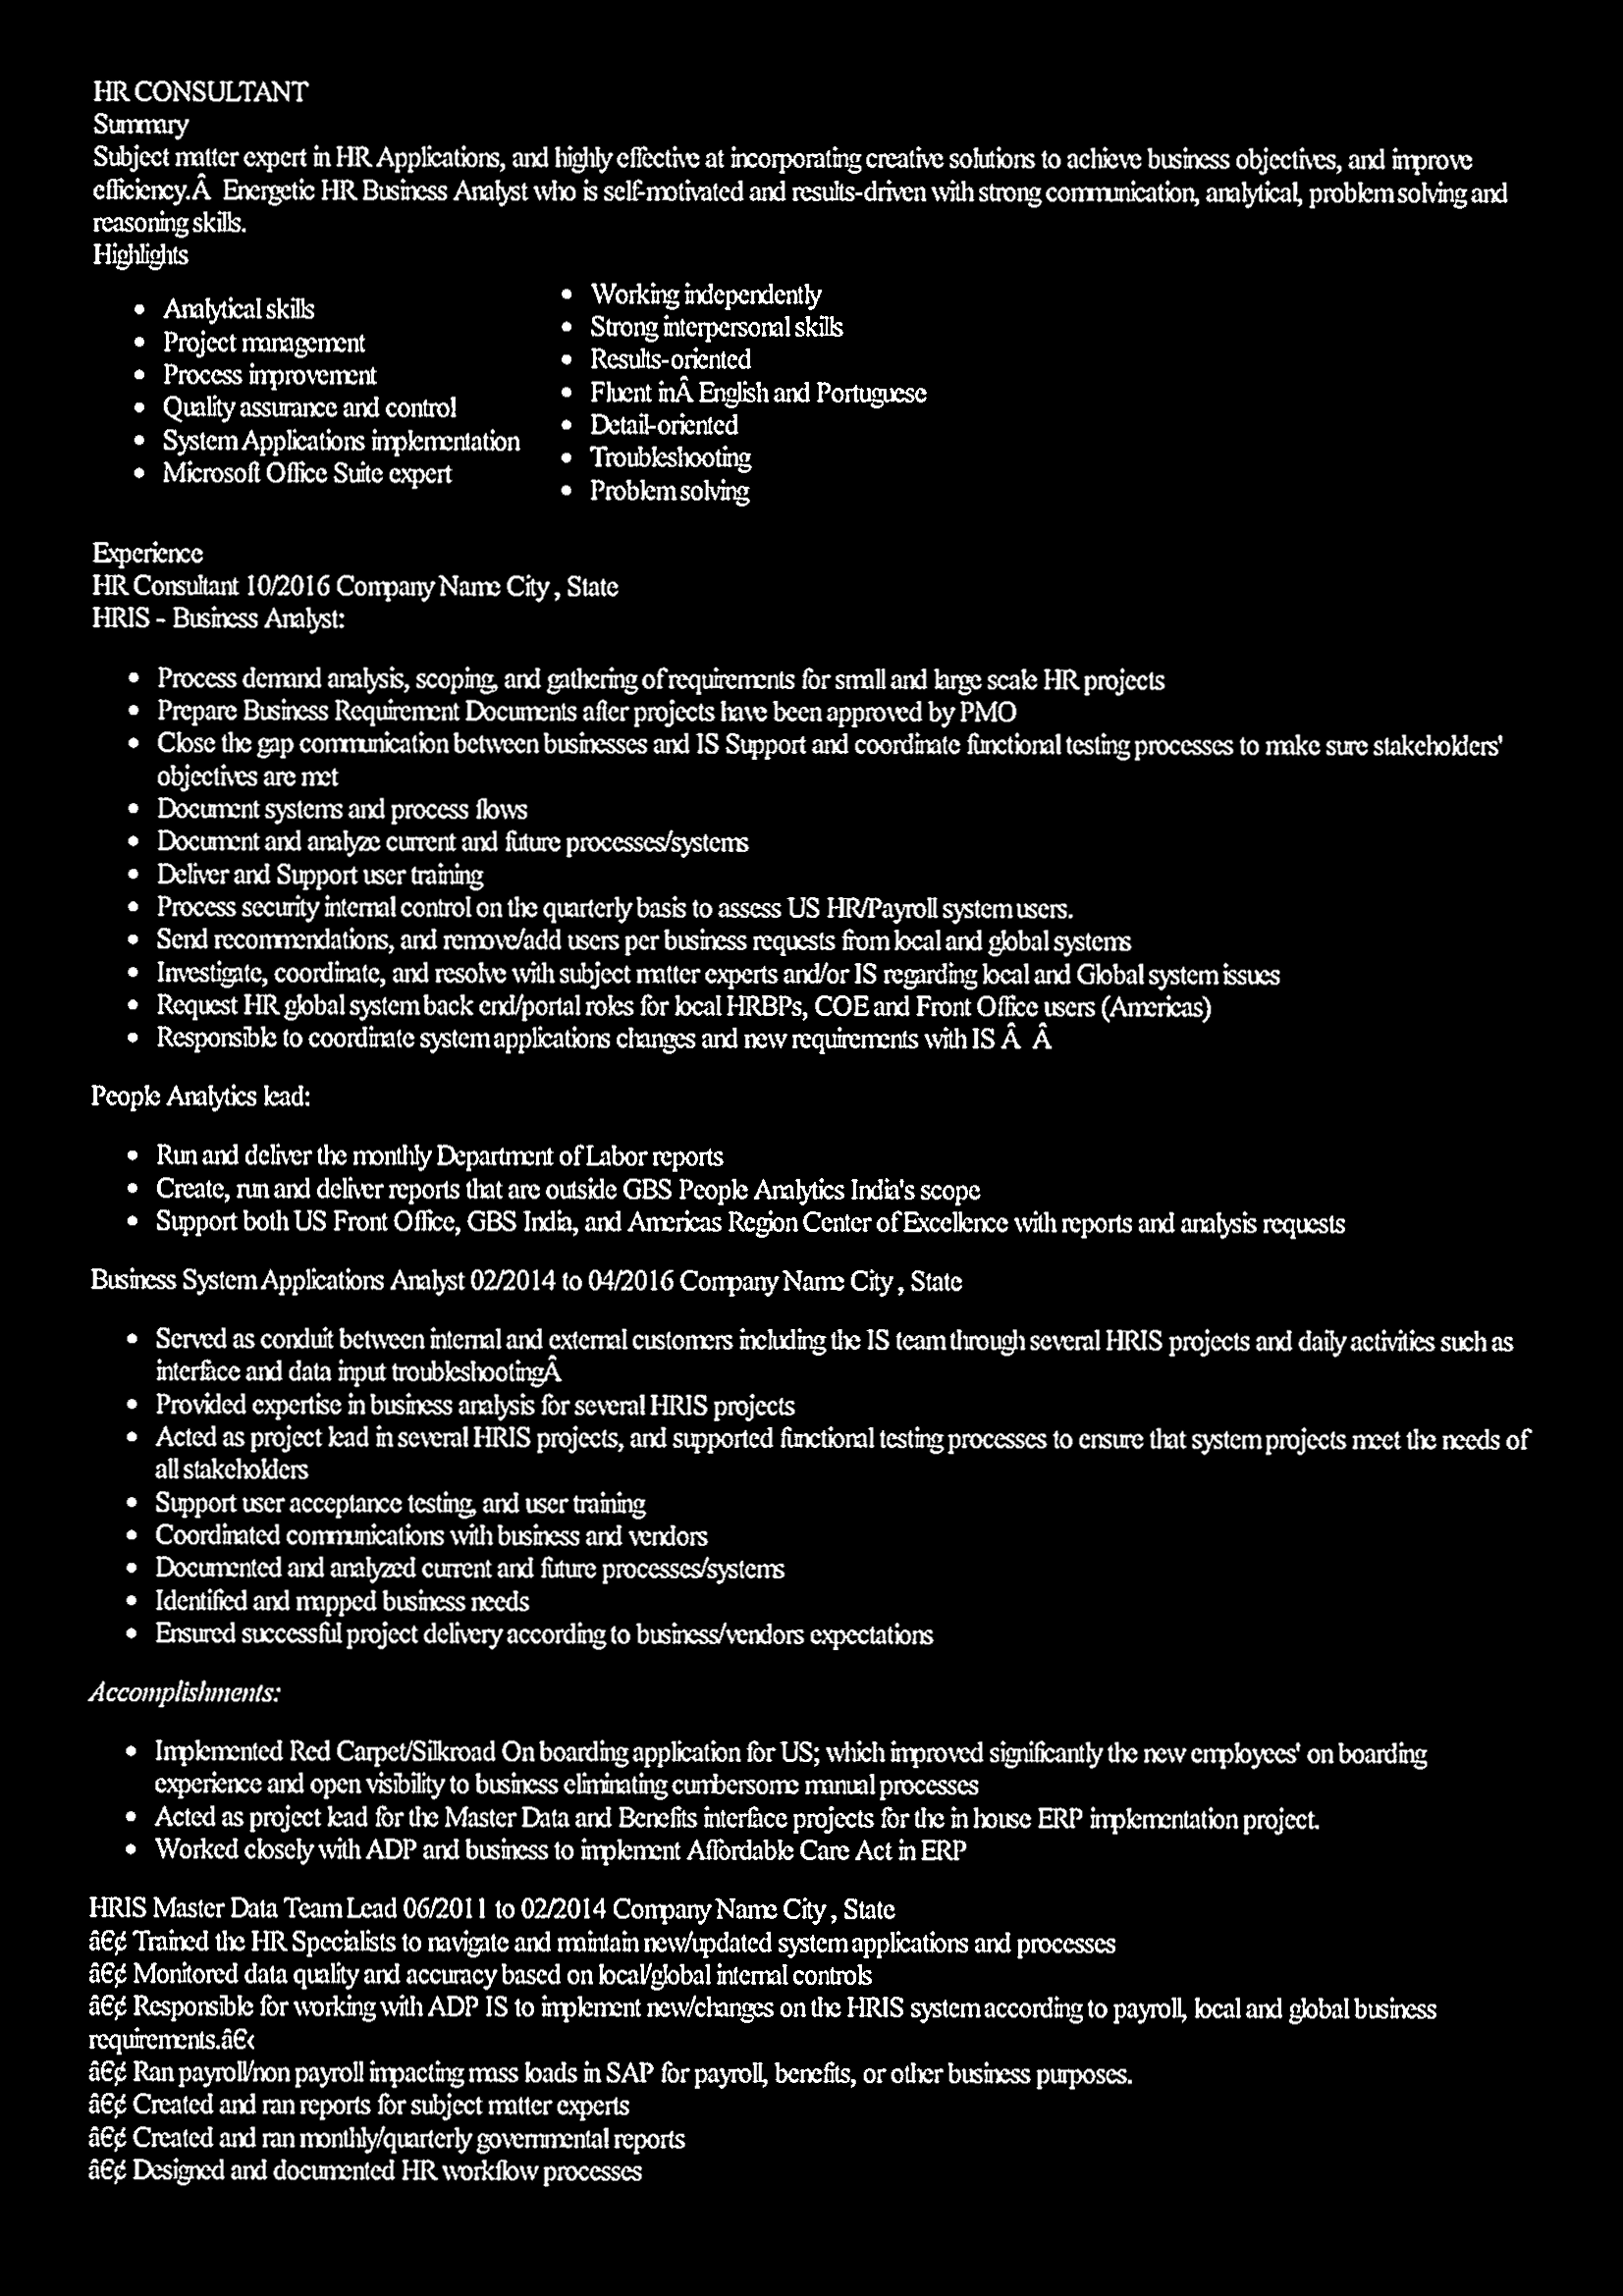 HR CONSULTANT
Summary
Subject matter expert in HR Applications, and highly effective at incorporating creative solutions to achieve business objectives, and improve
efficiency.Â  Energetic HR Business Analyst who is self-motivated and results-driven with strong communication, analytical, problem solving and
reasoning skills.
Highlights
• Analytical skills
• Project management
• Process improvement
• Quality assurance and control
• System Applications implementation
• Microsoft Office Suite expert
• Working independently
• Strong interpersonal skills
• Results-oriented
• Fluent inÂ English and Portuguese
• Detail-oriented
• Troubleshooting
• Problem solving
Experience
HR Consultant 10/2016 Company Name City , State
HRIS - Business Analyst:
• Process demand analysis, scoping, and gathering of requirements for small and large scale HR projects
• Prepare Business Requirement Documents after projects have been approved by PMO
• Close the gap communication between businesses and IS Support and coordinate functional testing processes to make sure stakeholders'
objectives are met
• Document systems and process flows
• Document and analyze current and future processes/systems
• Deliver and Support user training
• Process security internal control on the quarterly basis to assess US HR/Payroll system users.
• Send recommendations, and remove/add users per business requests from local and global systems
• Investigate, coordinate, and resolve with subject matter experts and/or IS regarding local and Global system issues
• Request HR global system back end/portal roles for local HRBPs, COE and Front Office users (Americas)
• Responsible to coordinate system applications changes and new requirements with IS Â  Â
People Analytics lead:
• Run and deliver the monthly Department of Labor reports
• Create, run and deliver reports that are outside GBS People Analytics India's scope
• Support both US Front Office, GBS India, and Americas Region Center of Excellence with reports and analysis requests
Business System Applications Analyst 02/2014 to 04/2016 Company Name City , State
• Served as conduit between internal and external customers including the IS team through several HRIS projects and daily activities such as
interface and data input troubleshootingÂ
• Provided expertise in business analysis for several HRIS projects
• Acted as project lead in several HRIS projects, and supported functional testing processes to ensure that system projects meet the needs of
all stakeholders
• Support user acceptance testing, and user training
• Coordinated communications with business and vendors
• Documented and analyzed current and future processes/systems
• Identified and mapped business needs
• Ensured successful project delivery according to business/vendors expectations
Accomplishments:
• Implemented Red Carpet/Silkroad On boarding application for US; which improved significantly the new employees' on boarding
experience and open visibility to business eliminating cumbersome manual processes
• Acted as project lead for the Master Data and Benefits interface projects for the in house ERP implementation project.
• Worked closely with ADP and business to implement Affordable Care Act in ERP
HRIS Master Data Team Lead 06/2011 to 02/2014 Company Name City , State
â€¢ Trained the HR Specialists to navigate and maintain new/updated system applications and processes
â€¢ Monitored data quality and accuracy based on local/global internal controls
â€¢ Responsible for working with ADP IS to implement new/changes on the HRIS system according to payroll, local and global business
requirements.â€‹
â€¢ Ran payroll/non payroll impacting mass loads in SAP for payroll, benefits, or other business purposes.
â€¢ Created and ran reports for subject matter experts
â€¢ Created and ran monthly/quarterly governmental reports
â€¢ Designed and documented HR workflow processes